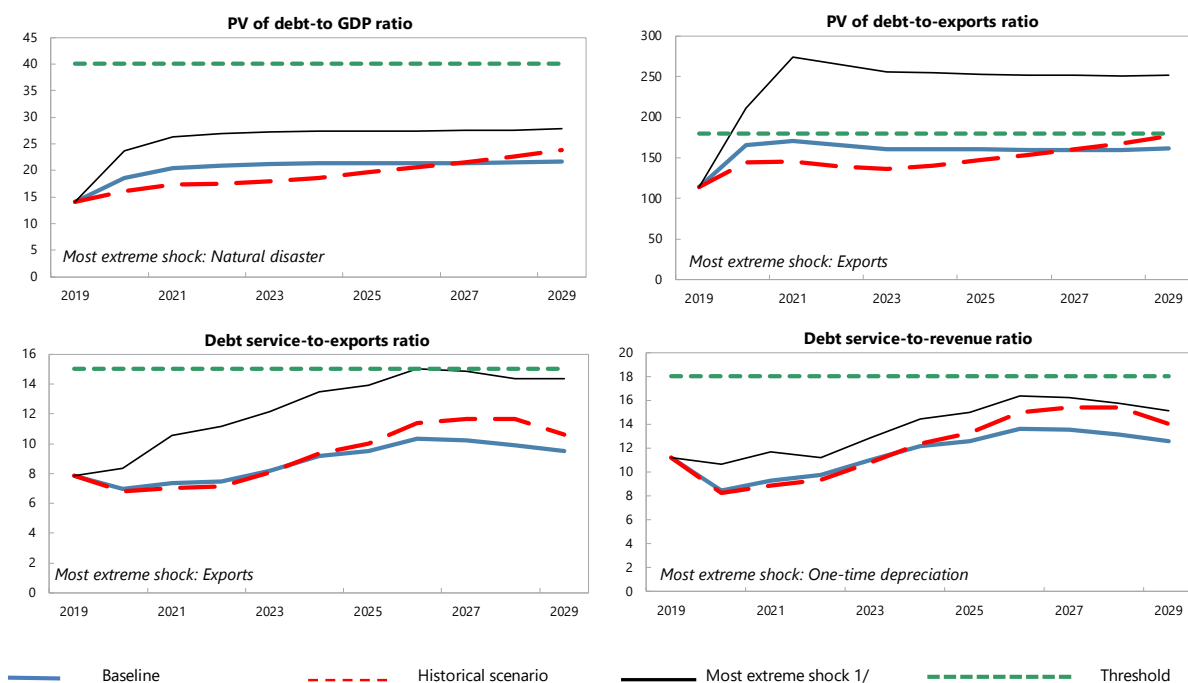 PV of debt-to GDP ratio
45
40
35
30
25
20
15
10
5
0
Most extreme shock: Natural disaster
2019 2021 2023 2025 2027 2029
PV of debt-to-exports ratio
300
250
200
150
100
50
0
Most extreme shock: Exports
2019 2021 2023 2025 2027 2029
Debt service-to-exports ratio
16
14
12
10
8
6
4
2
0
Most extreme shock: Exports
2019 2021 2023 2025 2027 2029
Debt service-to-revenue ratio
20
18
16
14
12
10
8
6
4
2
0
Most extreme shock: One-time depreciation
2019 2021 2023 2025 2027 2029
Baseline Historical scenario Most extreme shock 1/ Threshold